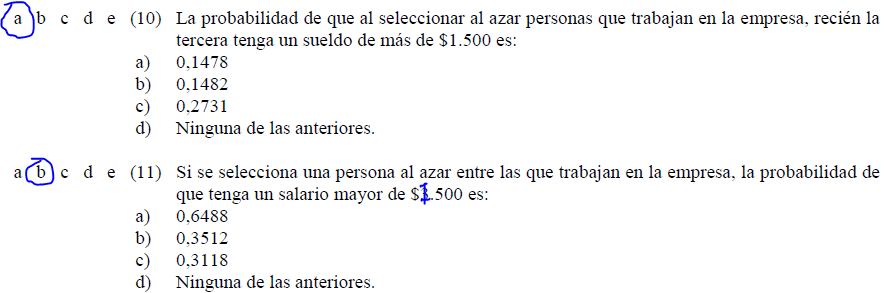 a b c d e (10) La probabilidad de que al seleccionar al azar personas que trabajan en la empresa, recién la
tercera tenga un sueldo de más de $1.500 es:
a) 0,1478
b) 0,1482
c) 0,2731
d) Ninguna de las anteriores.
a b c d e (11) Si se selecciona una persona al azar entre las que trabajan en la empresa, la probabilidad de
que tenga un salario mayor de $1.500 es:
a) 0,6488
b) 0,3512
c) 0,3118
d) Ninguna de las anteriores.